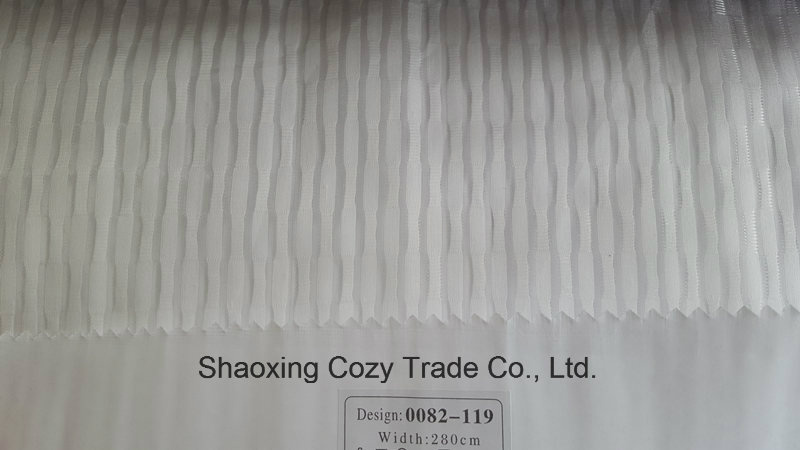 Shaoxing Cozy Trade Co., Ltd.
Design: 0082-119
Width:280cm